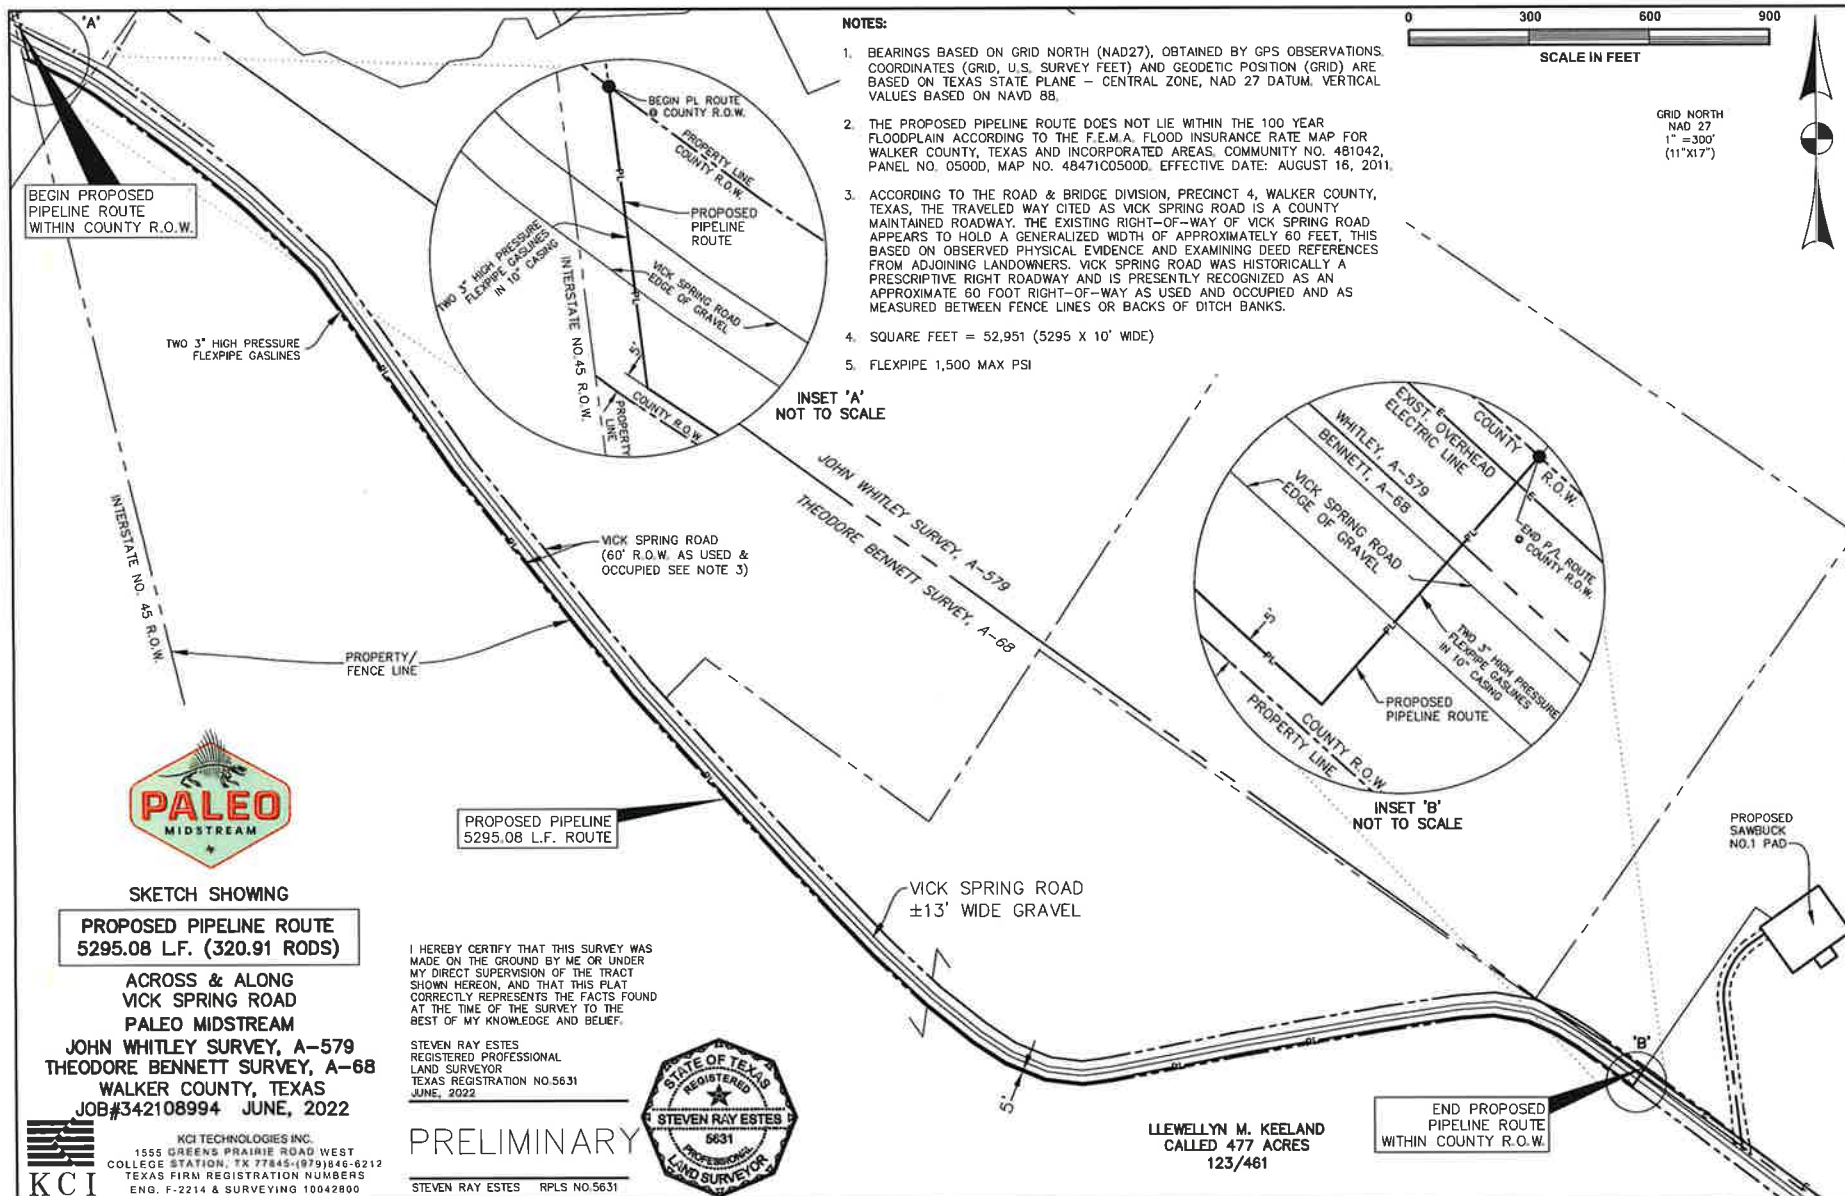 'A'
NOTES:
1. BEARINGS BASED ON GRID NORTH (NAD27), OBTAINED BY GPS OBSERVATIONS.
COORDINATES (GRID, U.S. SURVEY FEET) AND GEODETIC POSITION (GRID) ARE
BASED ON TEXAS STATE PLANE – CENTRAL ZONE, NAD 27 DATUM. VERTICAL
VALUES BASED ON NAVD 88.
2. THE PROPOSED PIPELINE ROUTE DOES NOT LIE WITHIN THE 100 YEAR
FLOODPLAIN ACCORDING TO THE F.E.M.A. FLOOD INSURANCE RATE MAP FOR
WALKER COUNTY, TEXAS AND INCORPORATED AREAS. COMMUNITY NO. 481042,
PANEL NO. 0500D, MAP NO. 48471C0500D. EFFECTIVE DATE: AUGUST 16, 2011.
3. ACCORDING TO THE ROAD & BRIDGE DIVISION, PRECINCT 4, WALKER COUNTY,
TEXAS, THE TRAVELED WAY CITED AS VICK SPRING ROAD IS A COUNTY
MAINTAINED ROADWAY. THE EXISTING RIGHT-OF-WAY OF VICK SPRING ROAD
APPEARS TO HOLD A GENERALIZED WIDTH OF APPROXIMATELY 60 FEET, THIS
BASED ON OBSERVED PHYSICAL EVIDENCE AND EXAMINING DEED REFERENCES
FROM ADJOINING LANDOWNERS. VICK SPRING ROAD WAS HISTORICALLY A
PRESCRIPTIVE RIGHT ROADWAY AND IS PRESENTLY RECOGNIZED AS AN
APPROXIMATE 60 FOOT RIGHT-OF-WAY AS USED AND OCCUPIED AND AS
MEASURED BETWEEN FENCE LINES OR BACKS OF DITCH BANKS.
4. SQUARE FEET = 52,951 (5295 X 10' WIDE)
5. FLEXPIPE 1,500 MAX PSI
0 300 600 900
SCALE IN FEET
GRID NORTH
NAD 27
1" =300'
(11"X17")
BEGIN PROPOSED
PIPELINE ROUTE
WITHIN COUNTY R.O.W.
BEGIN PL ROUTE
@ COUNTY R.O.W.
PROPERTY LINE
COUNTY R.O.W.
PL
PROPOSED
PIPELINE
ROUTE
TWO 3" HIGH PRESSURE
FLEXPIPE GASLINES
IN 10" CASING
INTERSTATE NO.45 R.O.W.
PL
VICK SPRING ROAD
EDGE OF GRAVEL
5'
COUNTY R.O.W.
PROPERTY
LINE
INSET 'A'
NOT TO SCALE
TWO 3" HIGH PRESSURE
FLEXPIPE GASLINES
PL
INTERSTATE NO. 45 R.O.W.
PL
VICK SPRING ROAD
(60' R.O.W. AS USED &
OCCUPIED SEE NOTE 3)
PROPERTY/
FENCE LINE
JOHN WHITLEY SURVEY, A-579
THEODORE BENNETT SURVEY, A-68
EXIST. OVERHEAD
ELECTRIC LINE
E
COUNTY
R.O.W.
WHITLEY, A-579
BENNETT, A-68
E
VICK SPRING ROAD
EDGE OF
GRAVEL
PL
END P/L ROUTE
@ COUNTY R.O.W.
5'
PL
PL
TWO 3" HIGH PRESSURE
FLEXPIPE GASLINES
IN 10" CASING
PROPOSED
PIPELINE ROUTE
COUNTY R.O.W.
PROPERTY LINE
INSET 'B'
NOT TO SCALE
PL
PROPOSED PIPELINE
5295.08 L.F. ROUTE
PROPOSED
SAWBUCK
NO.1 PAD
VICK SPRING ROAD
±13' WIDE GRAVEL
PL
PL
5'
'B'
END PROPOSED
PIPELINE ROUTE
WITHIN COUNTY R.O.W.
LLEWELLYN M. KEELAND
CALLED 477 ACRES
123/461
PALEO
MIDSTREAM
SKETCH SHOWING
PROPOSED PIPELINE ROUTE
5295.08 L.F. (320.91 RODS)
ACROSS & ALONG
VICK SPRING ROAD
PALEO MIDSTREAM
JOHN WHITLEY SURVEY, A-579
THEODORE BENNETT SURVEY, A-68
WALKER COUNTY, TEXAS
JOB#342108994 JUNE, 2022
KCI
KCI TECHNOLOGIES INC.
1555 GREENS PRAIRIE ROAD WEST
COLLEGE STATION, TX 77845-(979)846-6212
TEXAS FIRM REGISTRATION NUMBERS
ENG. F-2214 & SURVEYING 10042800
I HEREBY CERTIFY THAT THIS SURVEY WAS
MADE ON THE GROUND BY ME OR UNDER
MY DIRECT SUPERVISION OF THE TRACT
SHOWN HEREON, AND THAT THIS PLAT
CORRECTLY REPRESENTS THE FACTS FOUND
AT THE TIME OF THE SURVEY TO THE
BEST OF MY KNOWLEDGE AND BELIEF.
STEVEN RAY ESTES
REGISTERED PROFESSIONAL
LAND SURVEYOR
TEXAS REGISTRATION NO.5631
JUNE, 2022
PRELIMINARY
STEVEN RAY ESTES RPLS NO.5631
STATE OF TEXAS
REGISTERED
STEVEN RAY ESTES
5631
PROFESSIONAL
LAND SURVEYOR